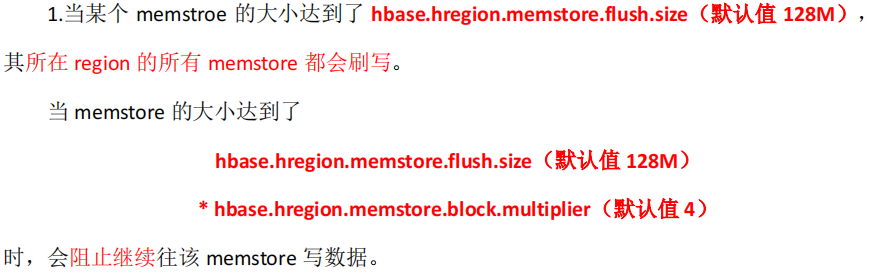 1.当某个 memstroe 的大小达到了 hbase.hregion.memstore.flush.size（默认值 128M），
其所在 region 的所有 memstore 都会刷写。
当 memstore 的大小达到了
hbase.hregion.memstore.flush.size（默认值 128M）
* hbase.hregion.memstore.block.multiplier（默认值 4）
时，会阻止继续往该 memstore 写数据。